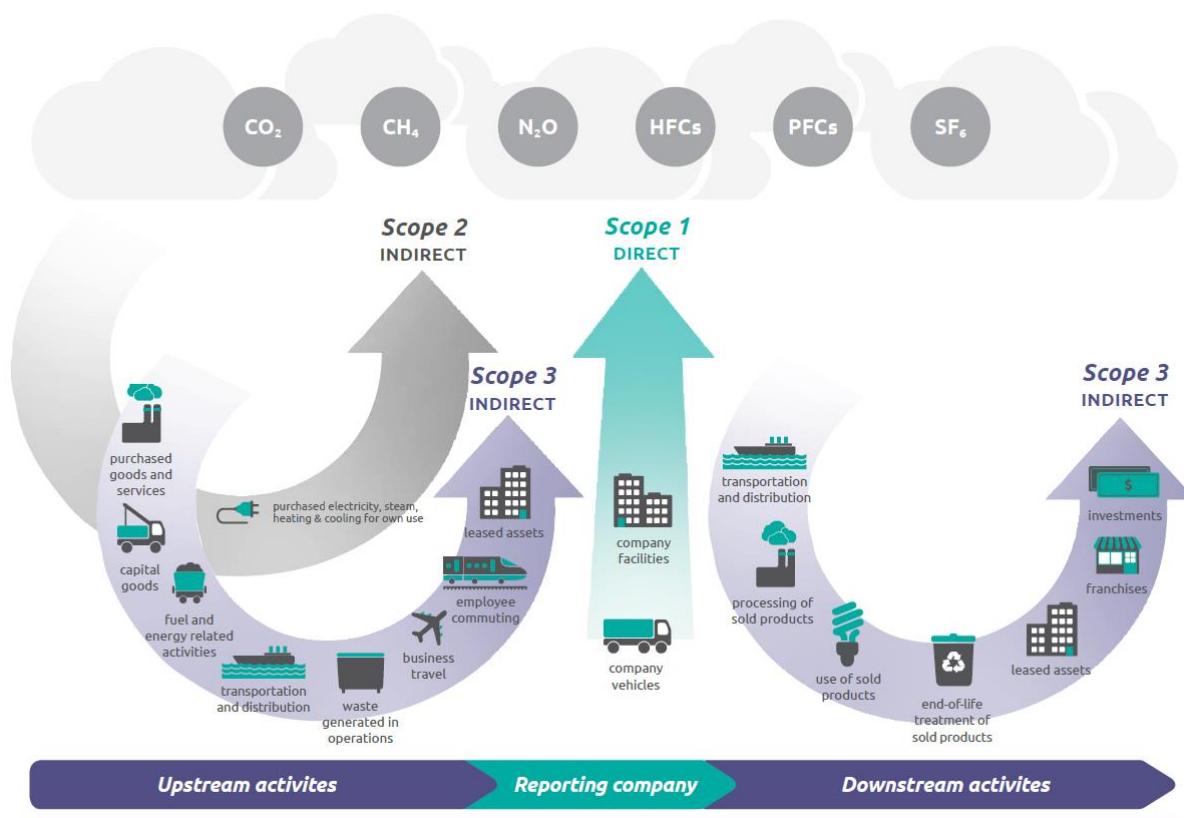 CO₂
CH₄
N₂O
HFCs
PFCs
SF₆
Scope 2
INDIRECT
Scope 1
DIRECT
Scope 3
INDIRECT
Scope 3
INDIRECT
purchased
goods and
services
capital
goods
fuel and
energy related
activities
transportation
and distribution
waste
generated in
operations
business
travel
employee
commuting
leased assets
purchased electricity, steam,
heating & cooling for own use
company
facilities
company
vehicles
transportation
and distribution
processing of
sold products
use of sold
products
end-of-life
treatment of
sold products
leased assets
franchises
investments
$
Upstream activites
Reporting company
Downstream activites